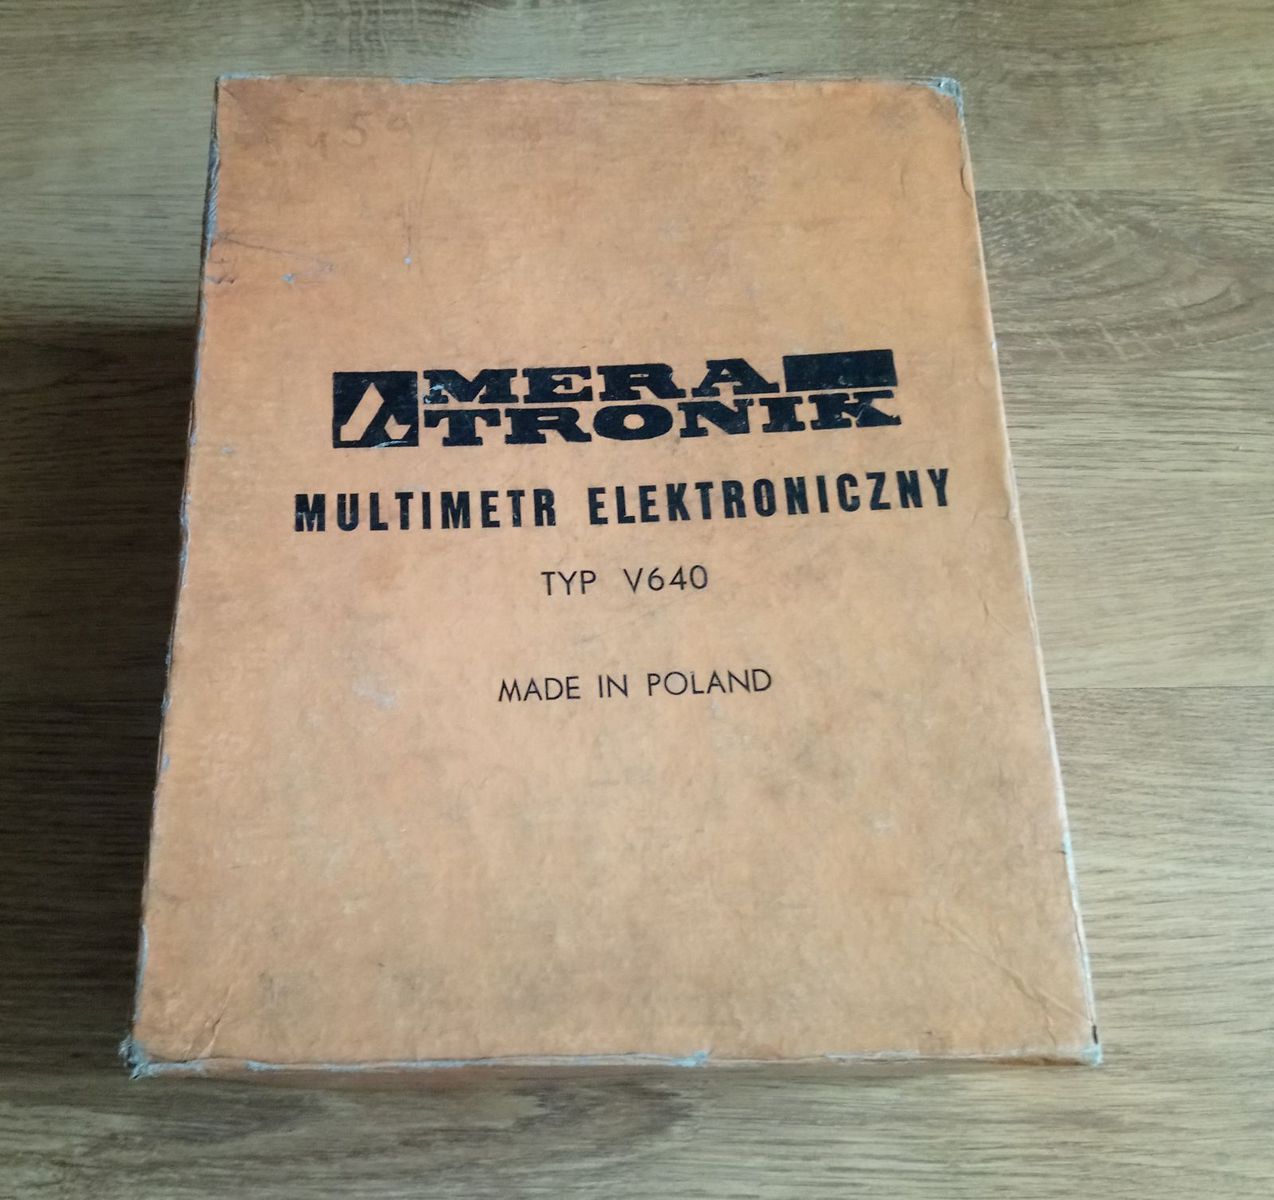 MERA
TRONIK
MULTIMETR ELEKTRONICZNY
TYP V640
MADE IN POLAND